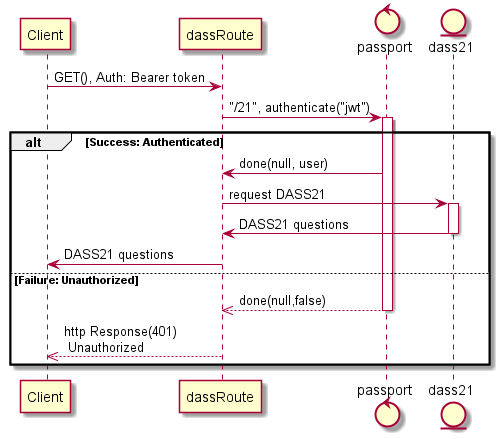 Client
dassRoute
passport
dass21
GET(), Auth: Bearer token
"/21", authenticate("jwt")
alt
[Success: Authenticated]
done(null, user)
request DASS21
DASS21 questions
DASS21 questions
[Failure: Unauthorized]
done(null,false)
http Response(401)
Unauthorized
Client
dassRoute
passport
dass21